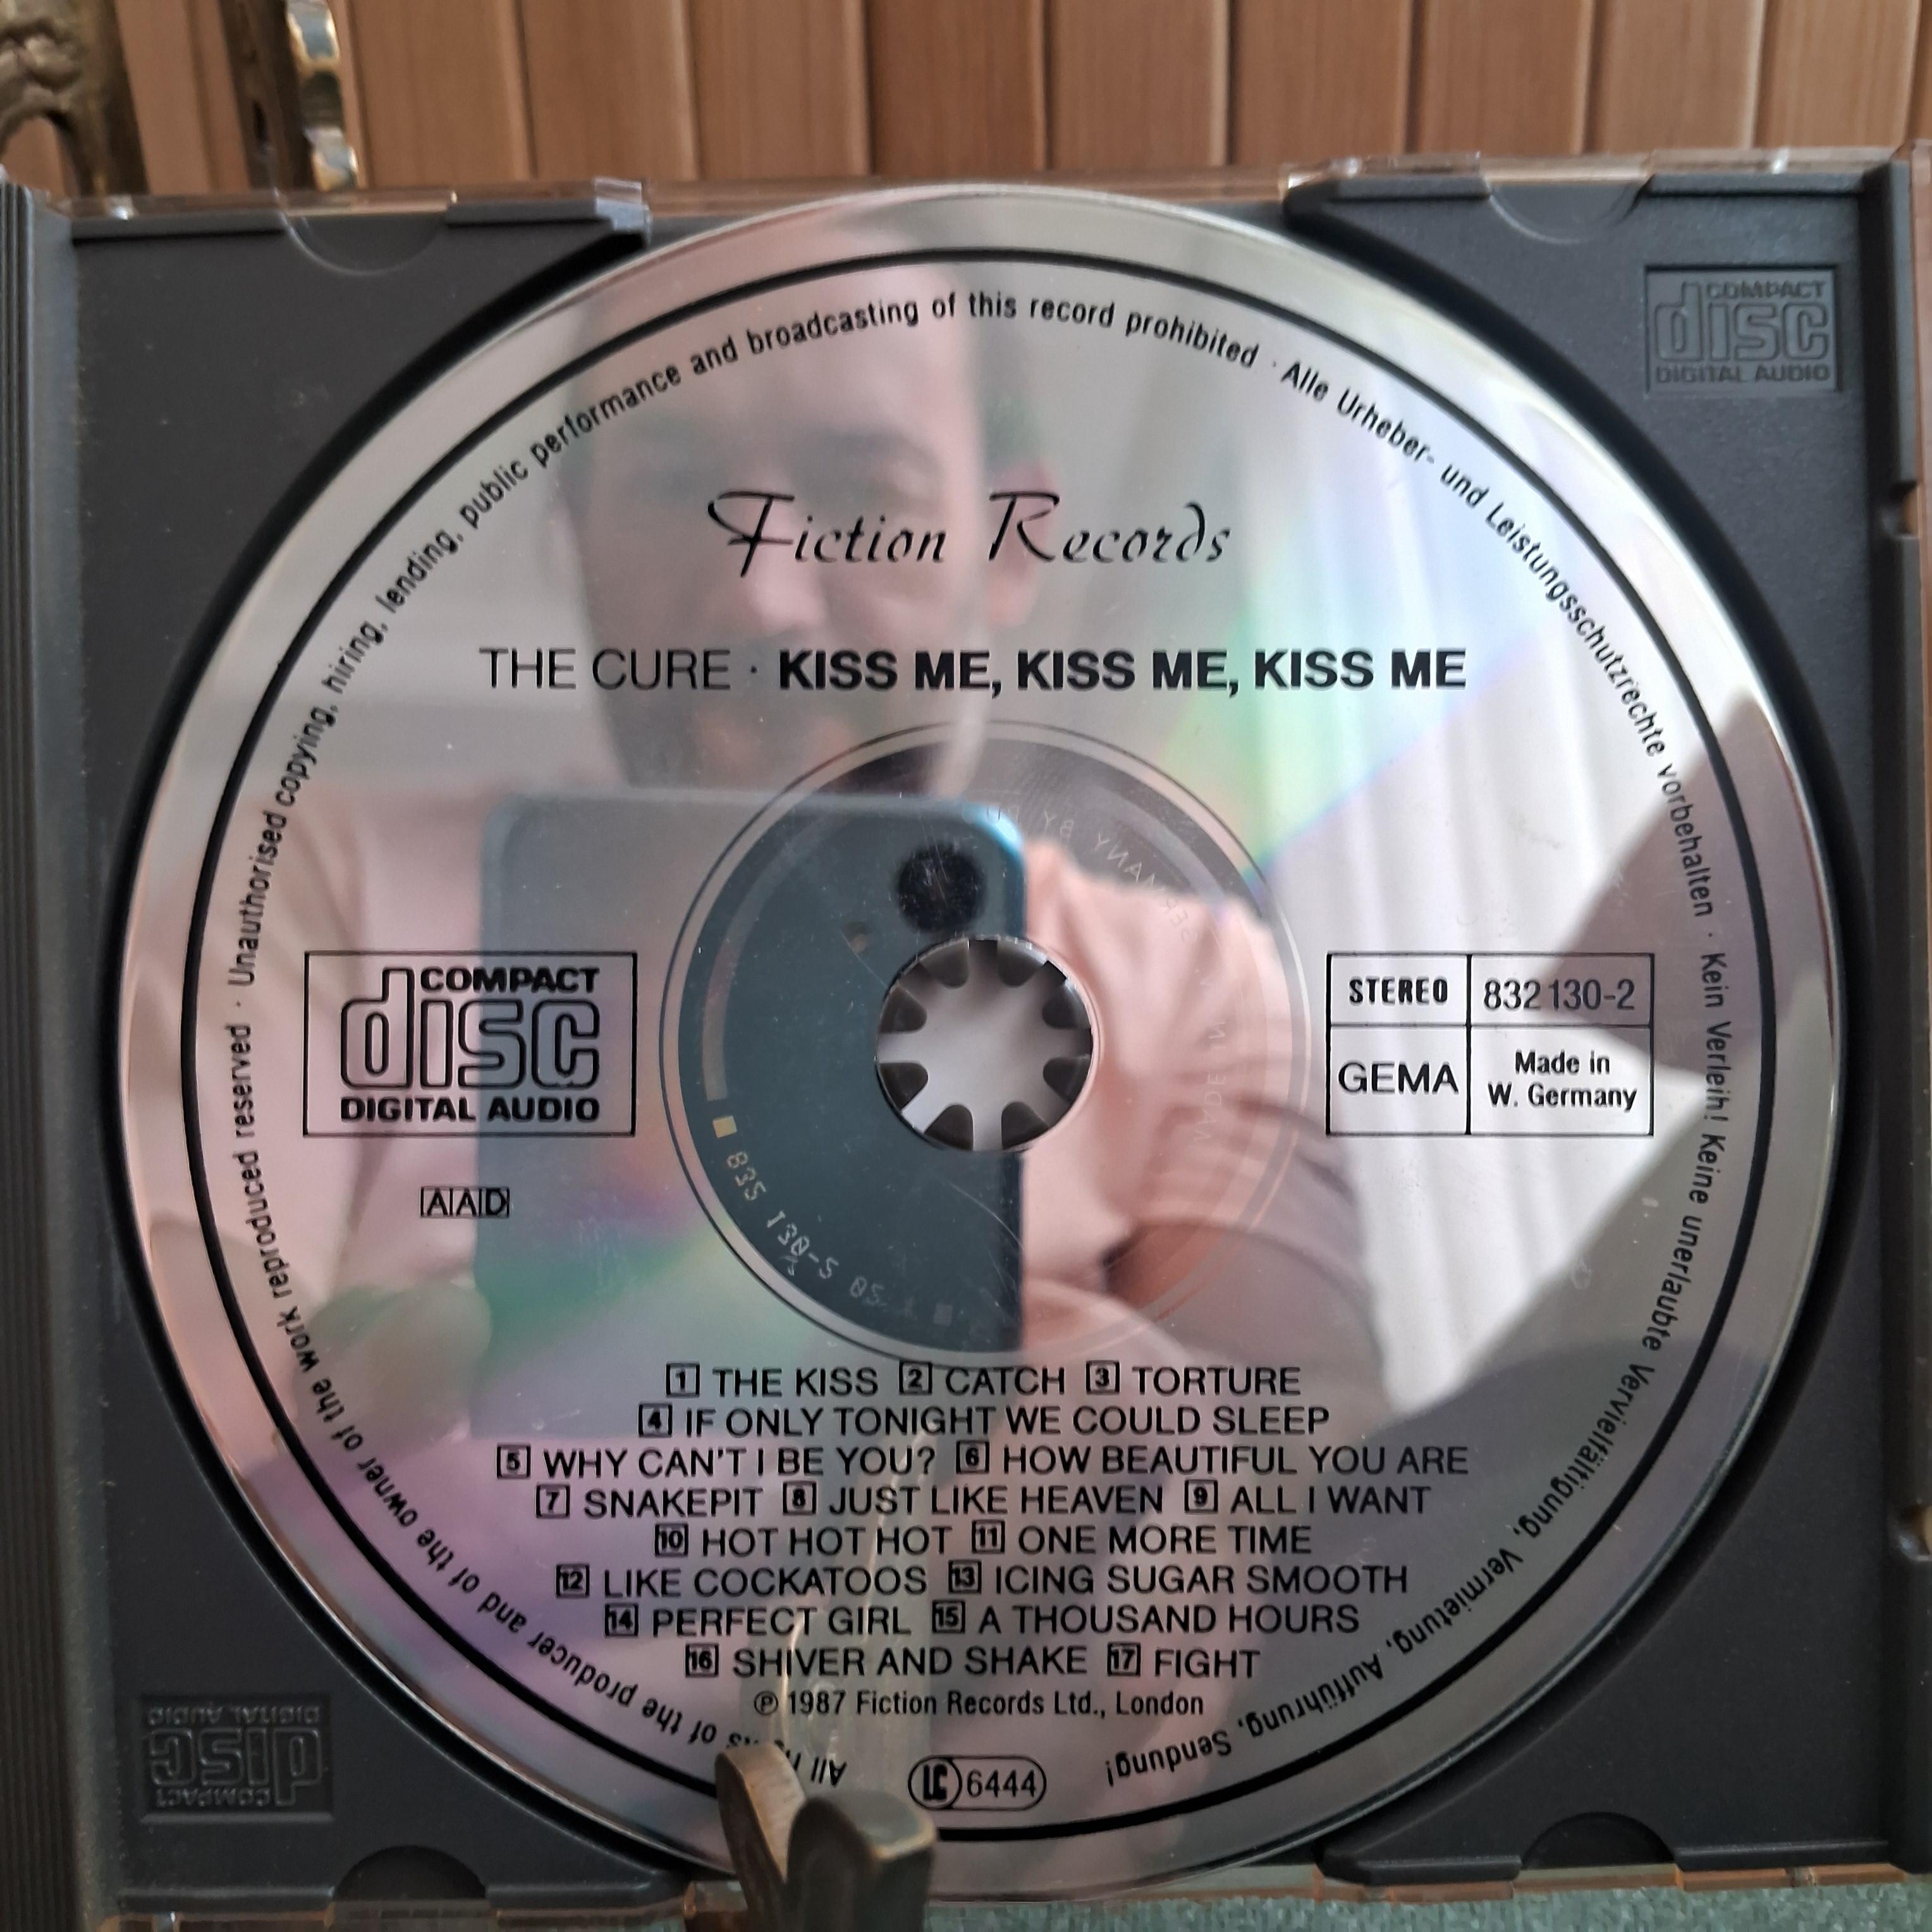 Unauthorised copying, hiring, lending, public performance and broadcasting of this record prohibited · Alle Urheber- und Leistungsschutzrechte vorbehalten · Kein Verleih! Keine unerlaubte Vervielfältigung, Vermietung, Aufführung, Sendung!
All of the producer and of the owner of the work reproduced reserved ·
COMPACT
disc
DIGITAL AUDIO
Fiction Records
THE CURE · KISS ME, KISS ME, KISS ME
COMPACT
disc
DIGITAL AUDIO
AAD
STEREO 832 130-2
GEMA Made in
W. Germany
MADE IN GERMANY BY
1 THE KISS 2 CATCH 3 TORTURE
4 IF ONLY TONIGHT WE COULD SLEEP
5 WHY CAN'T I BE YOU? 6 HOW BEAUTIFUL YOU ARE
7 SNAKEPIT 8 JUST LIKE HEAVEN 9 ALL I WANT
10 HOT HOT HOT 11 ONE MORE TIME
12 LIKE COCKATOOS 13 ICING SUGAR SMOOTH
14 PERFECT GIRL 15 A THOUSAND HOURS
16 SHIVER AND SHAKE 17 FIGHT
℗ 1987 Fiction Records Ltd., London
LC 6444
COMPACT
disc
DIGITAL AUDIO